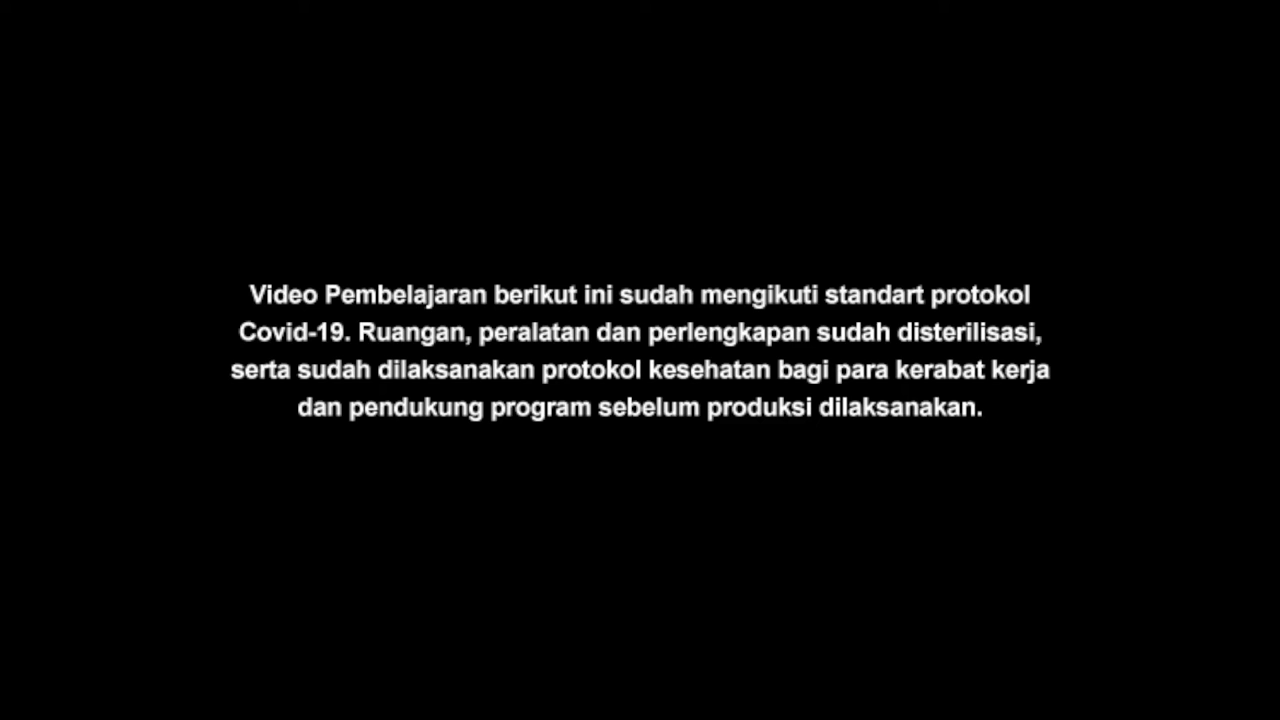 Video Pembelajaran berikut ini sudah mengikuti standart protokol
Covid-19. Ruangan, peralatan dan perlengkapan sudah disterilisasi,
serta sudah dilaksanakan protokol kesehatan bagi para kerabat kerja
dan pendukung program sebelum produksi dilaksanakan.